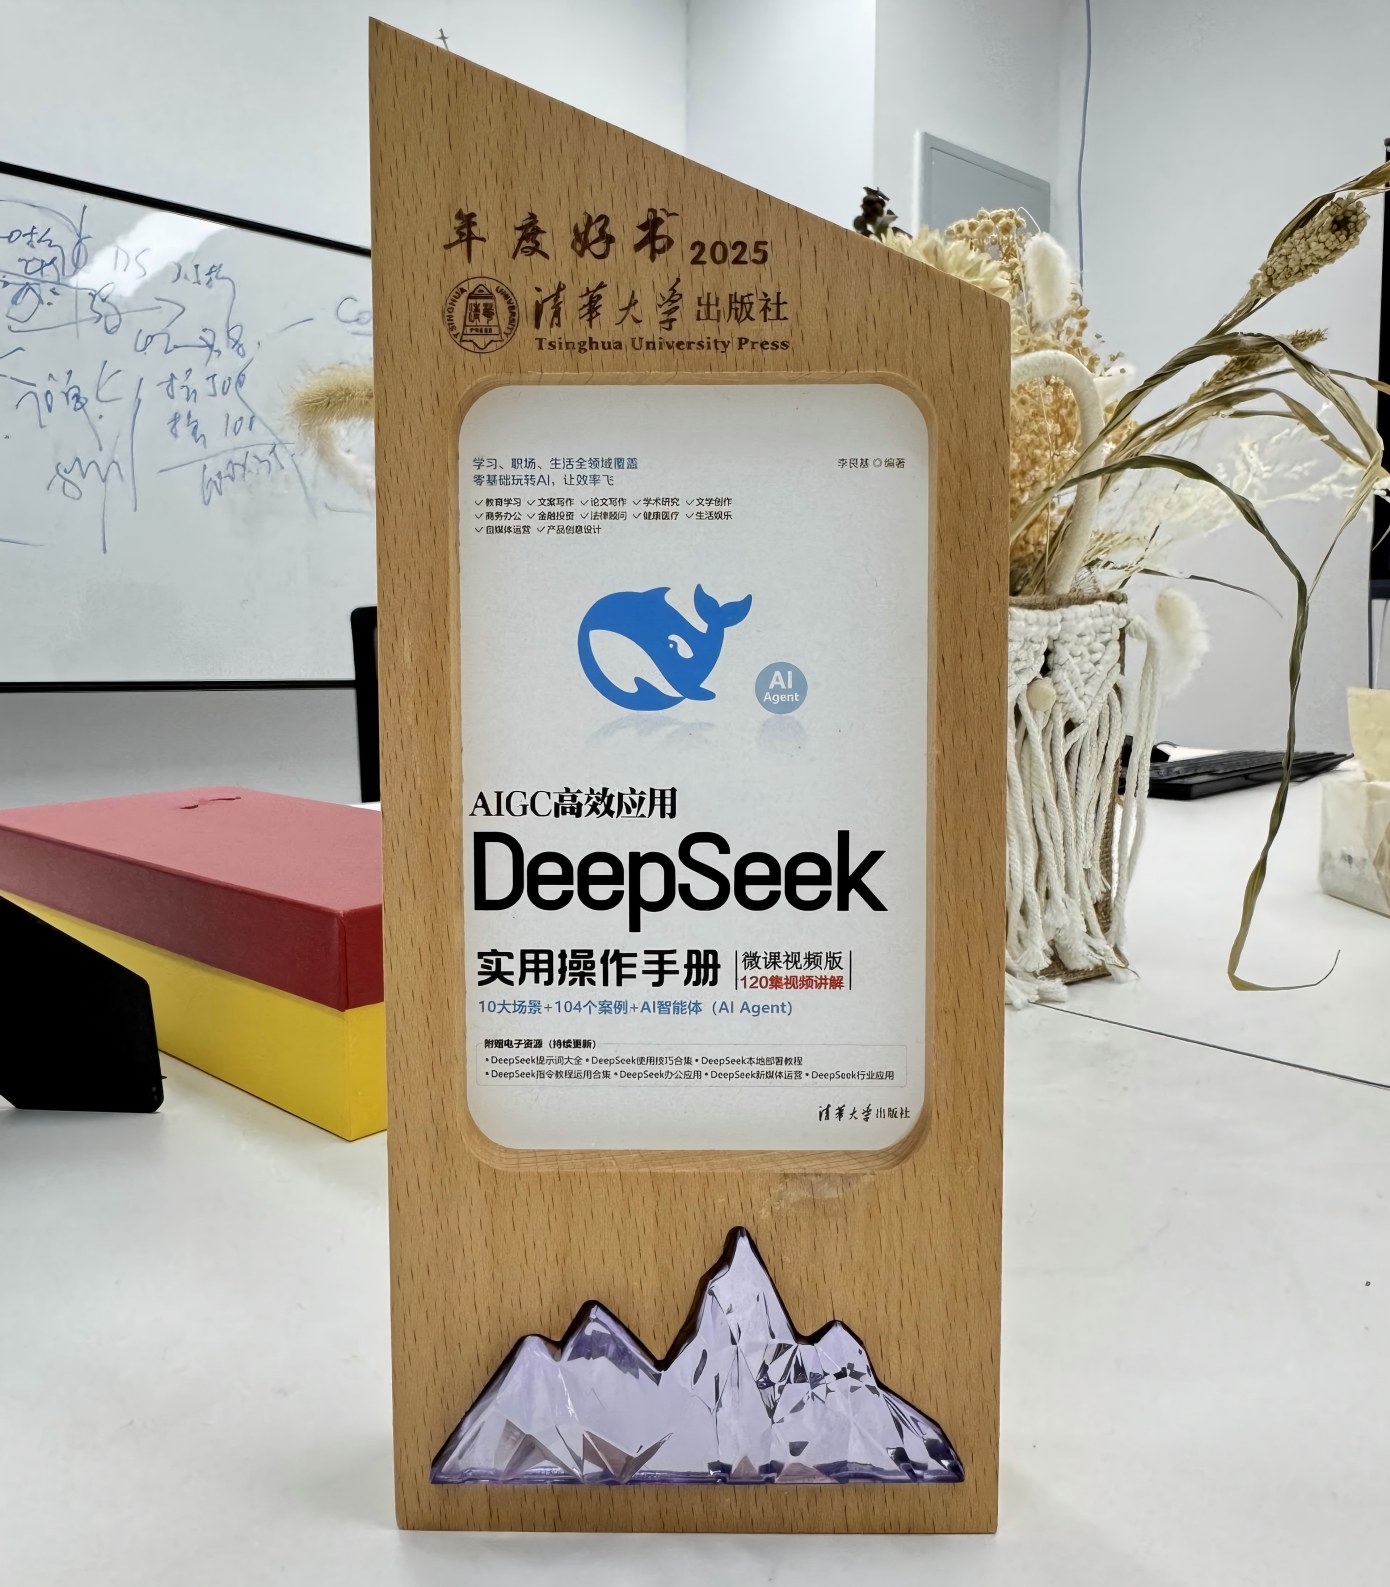 年度好书 2025
清華大学出版社
Tsinghua University Press
TSINGHUA UNIVERSITY
PRESS
学习、职场、生活全领域覆盖
零基础玩转AI，让效率飞
李良基 ◎ 编著
✓教育学习 ✓文案写作 ✓论文写作 ✓学术研究 ✓文学创作
✓商务办公 ✓金融投资 ✓法律顾问 ✓健康医疗 ✓生活娱乐
✓自媒体运营 ✓产品创意设计
AI
Agent
AIGC高效应用
DeepSeek
实用操作手册
微课视频版
120集视频讲解
10大场景+104个案例+AI智能体（AI Agent）
附赠电子资源（持续更新）
•DeepSeek提示词大全 •DeepSeek使用技巧合集 •DeepSeek本地部署教程
•DeepSeek指令教程运用合集 •DeepSeek办公应用 •DeepSeek新媒体运营 •DeepSeek行业应用
清華大学出版社